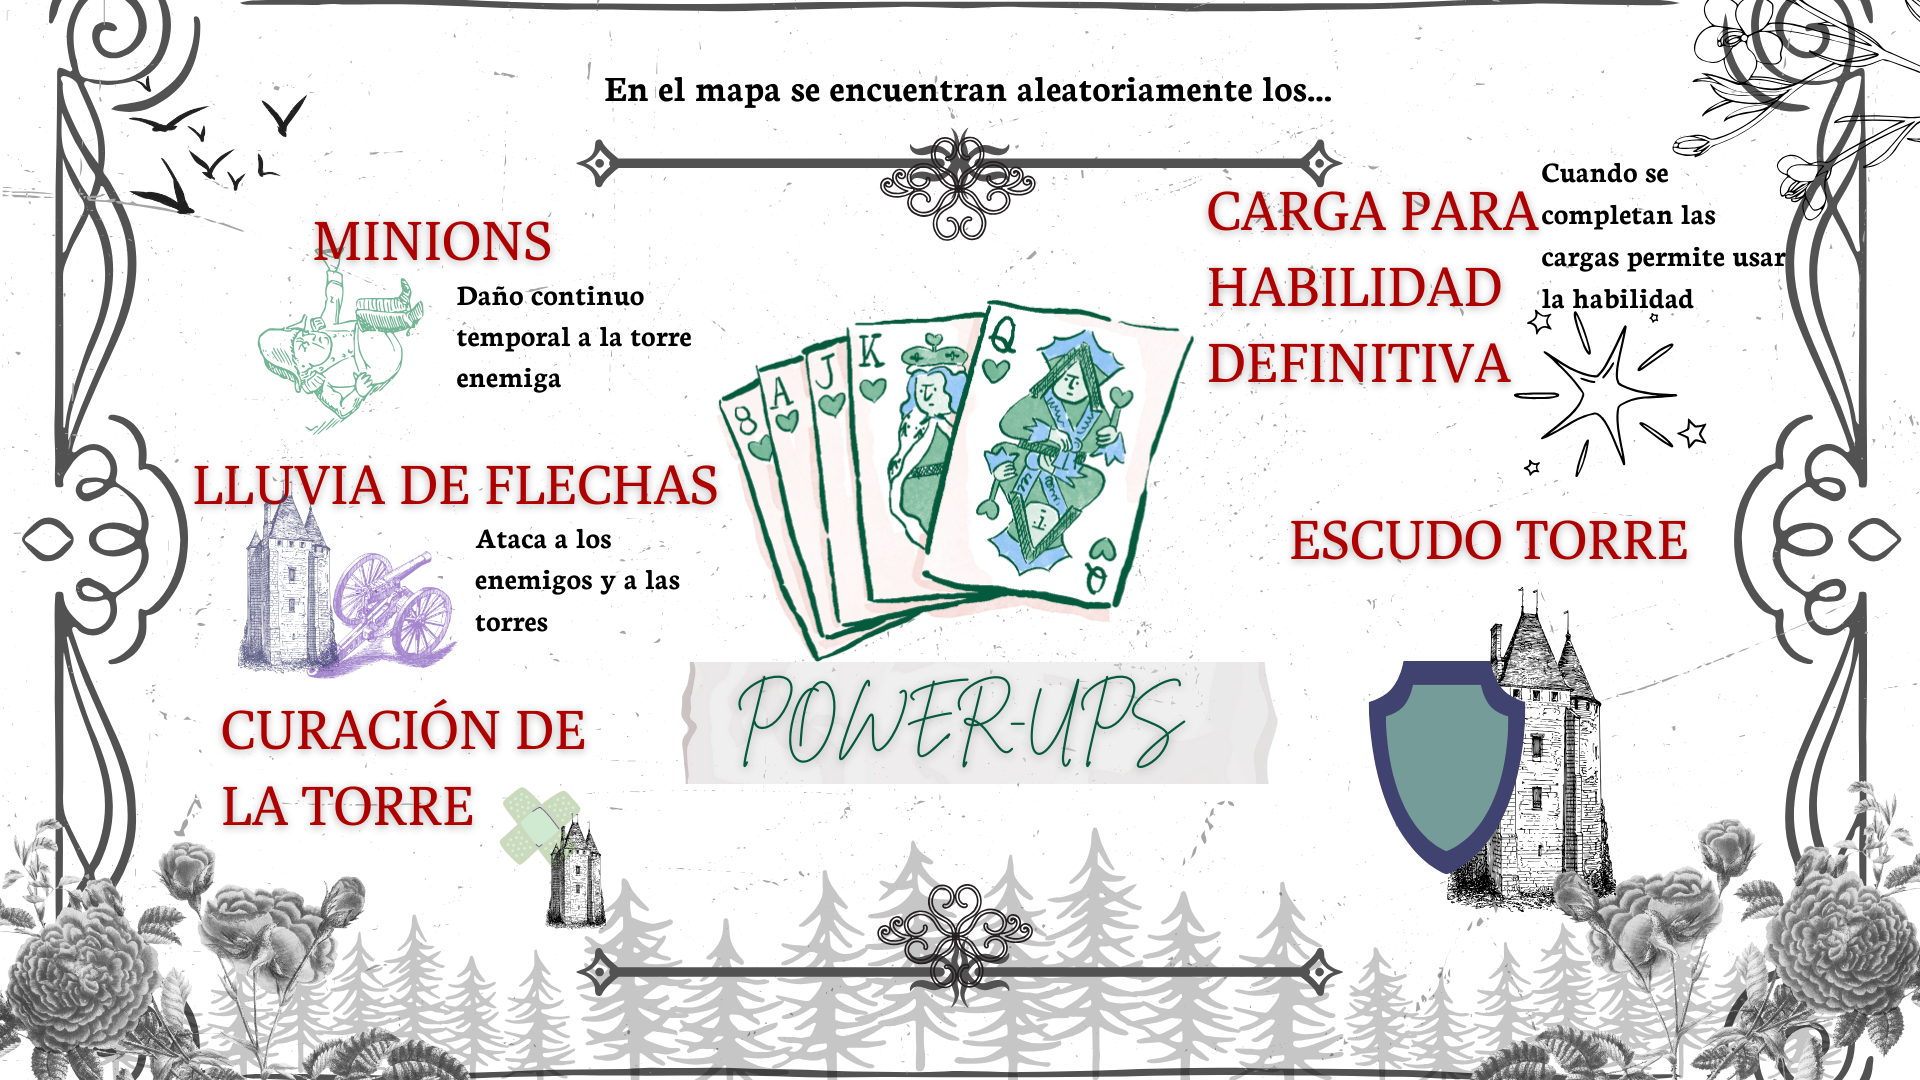 En el mapa se encuentran aleatoriamente los...
MINIONS
Daño continuo
temporal a la torre
enemiga
LLUVIA DE FLECHAS
Ataca a los
enemigos y a las
torres
CURACIÓN DE
LA TORRE
8
A
J
K
Q
Q
POWER-UPS
CARGA PARA
HABILIDAD
DEFINITIVA
Cuando se
completan las
cargas permite usar
la habilidad
ESCUDO TORRE